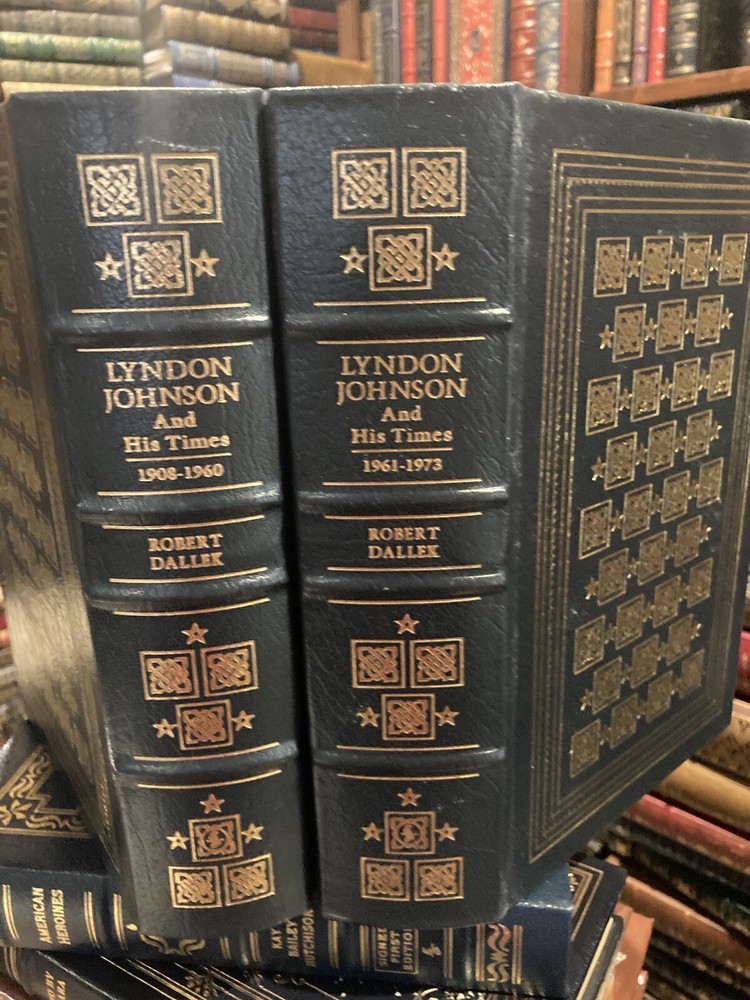 LYNDON
JOHNSON
And
His Times
1908-1960
ROBERT
DALLEK
LYNDON
JOHNSON
And
His Times
1961-1973
ROBERT
DALLEK
AMERICAN
HEROINES
KAY
BAILEY
HUTCHISON
SIGNED
FIRST
EDITION